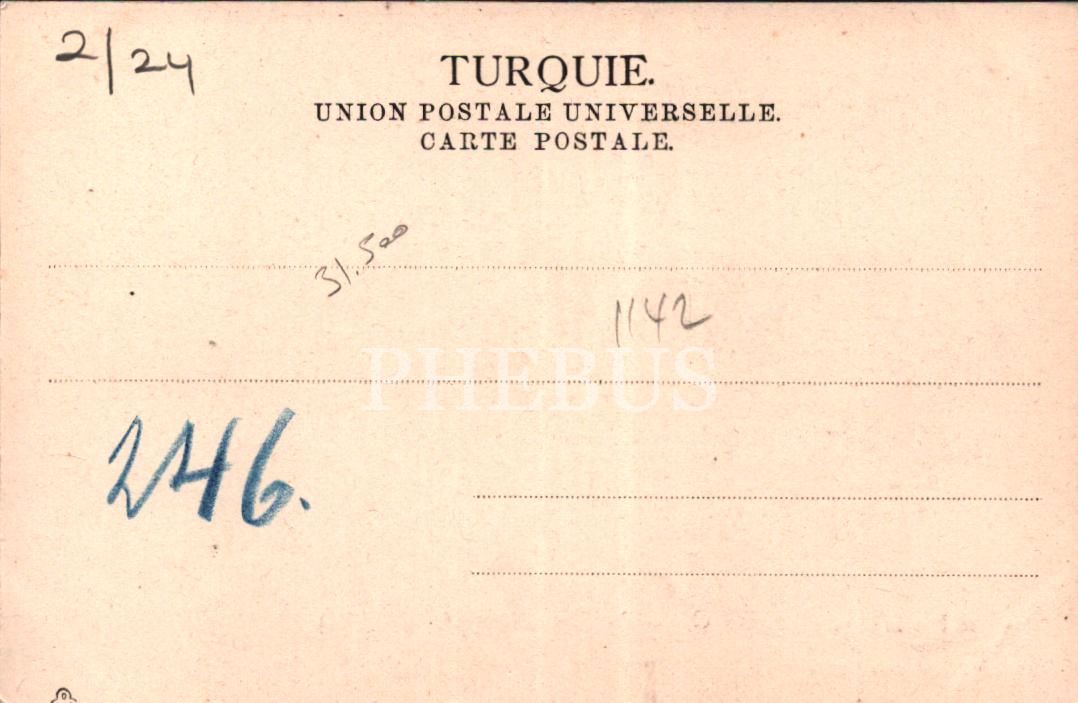 2/24
TURQUIE.
UNION POSTALE UNIVERSELLE.
CARTE POSTALE.
31.500
1142
PHEBUS
246.